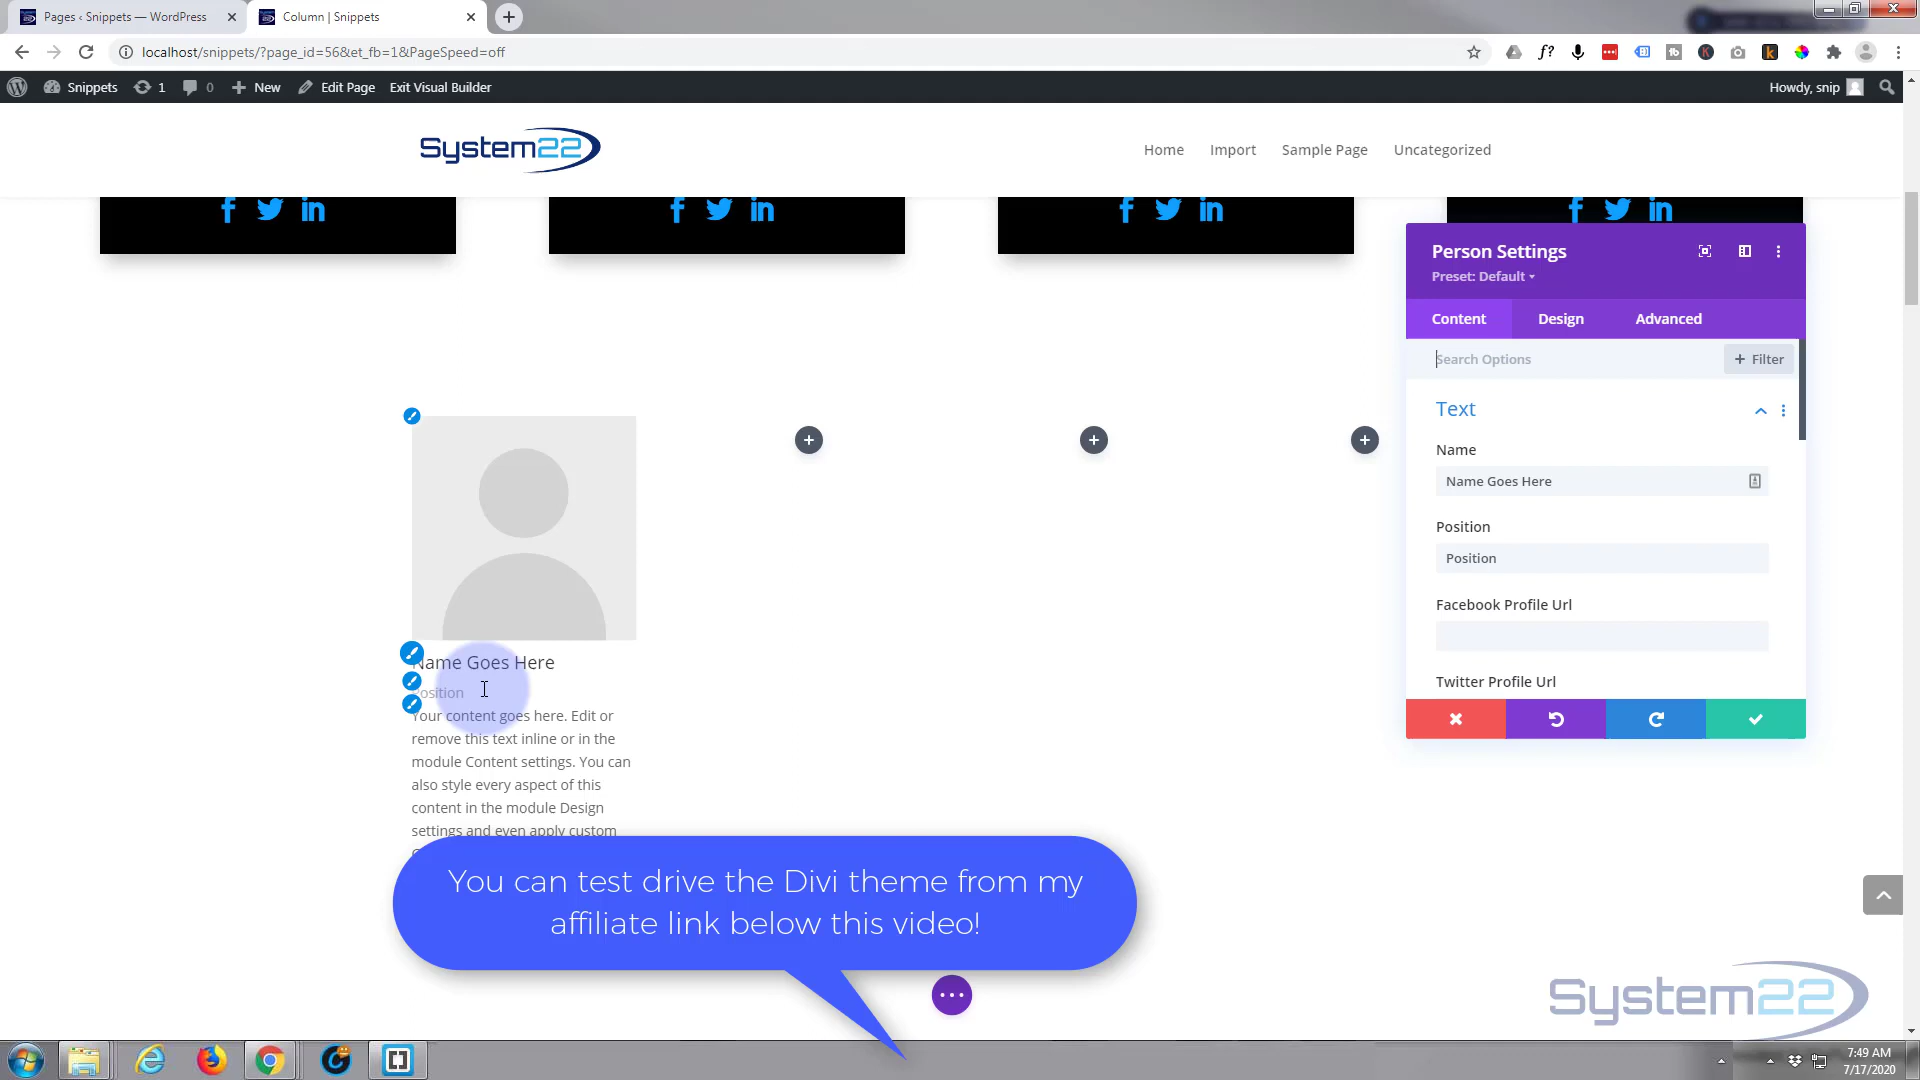 Pages ‹ Snippets — WordPress
Column | Snippets
localhost/snippets/?page_id=56&et_fb=1&PageSpeed=off
Snippets
1
0
New
Edit Page
Exit Visual Builder
Howdy, snip
System22
Home
Import
Sample Page
Uncategorized
Person Settings
Preset: Default
Content
Design
Advanced
Search Options
+ Filter
Text
Name
Name Goes Here
Position
Position
Facebook Profile Url
Twitter Profile Url
Name Goes Here
Position
Your content goes here. Edit or
remove this text inline or in the
module Content settings. You can
also style every aspect of this
content in the module Design
settings and even apply custom
You can test drive the Divi theme from my
affiliate link below this video!
System22
7:49 AM
7/17/2020